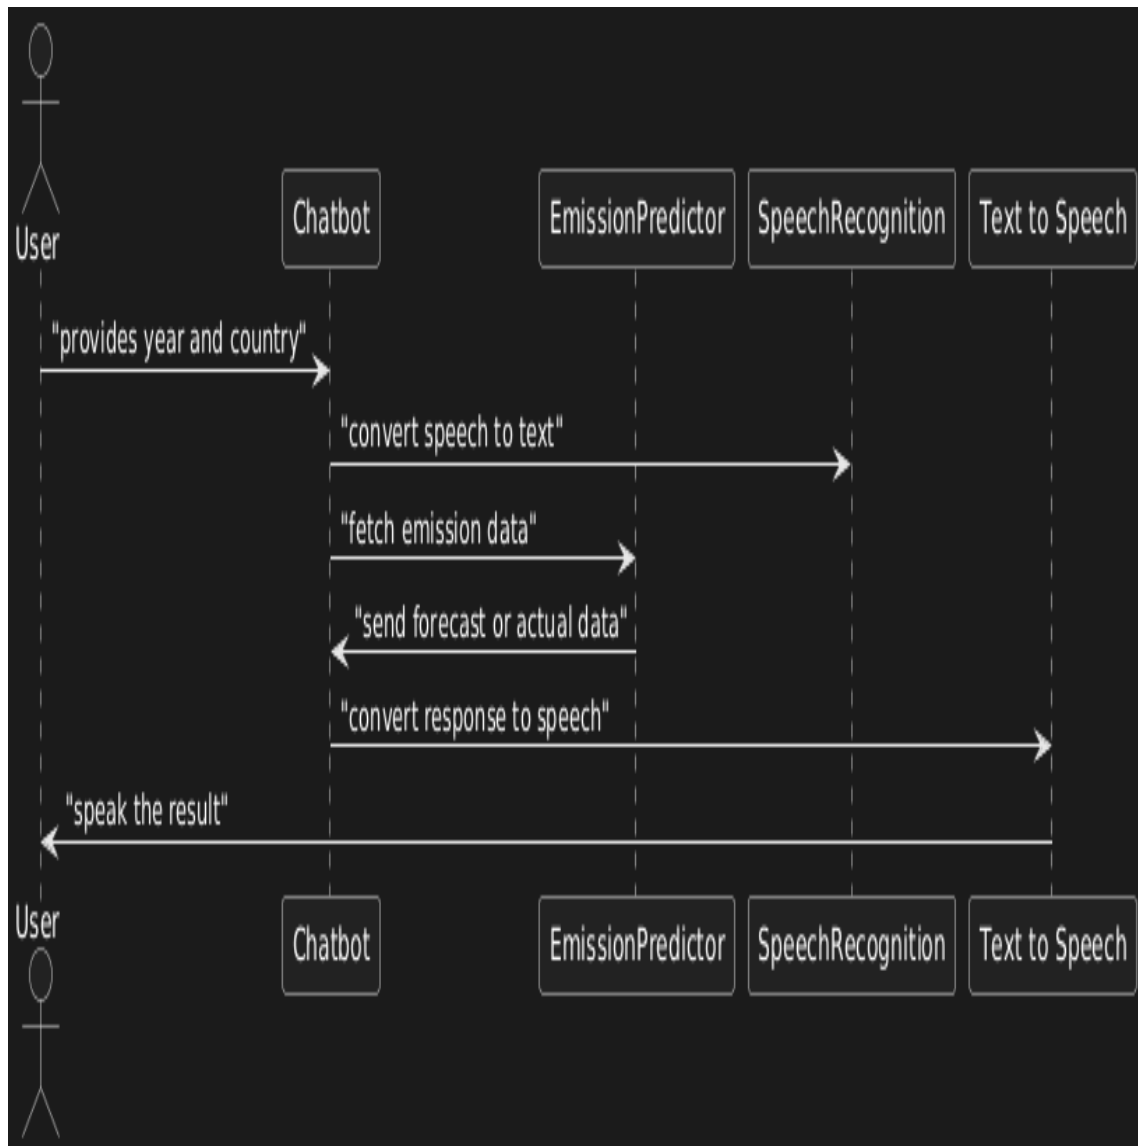 User
Chatbot
EmissionPredictor
SpeechRecognition
Text to Speech
"provides year and country"
"convert speech to text"
"fetch emission data"
"send forecast or actual data"
"convert response to speech"
"speak the result"
User
Chatbot
EmissionPredictor
SpeechRecognition
Text to Speech